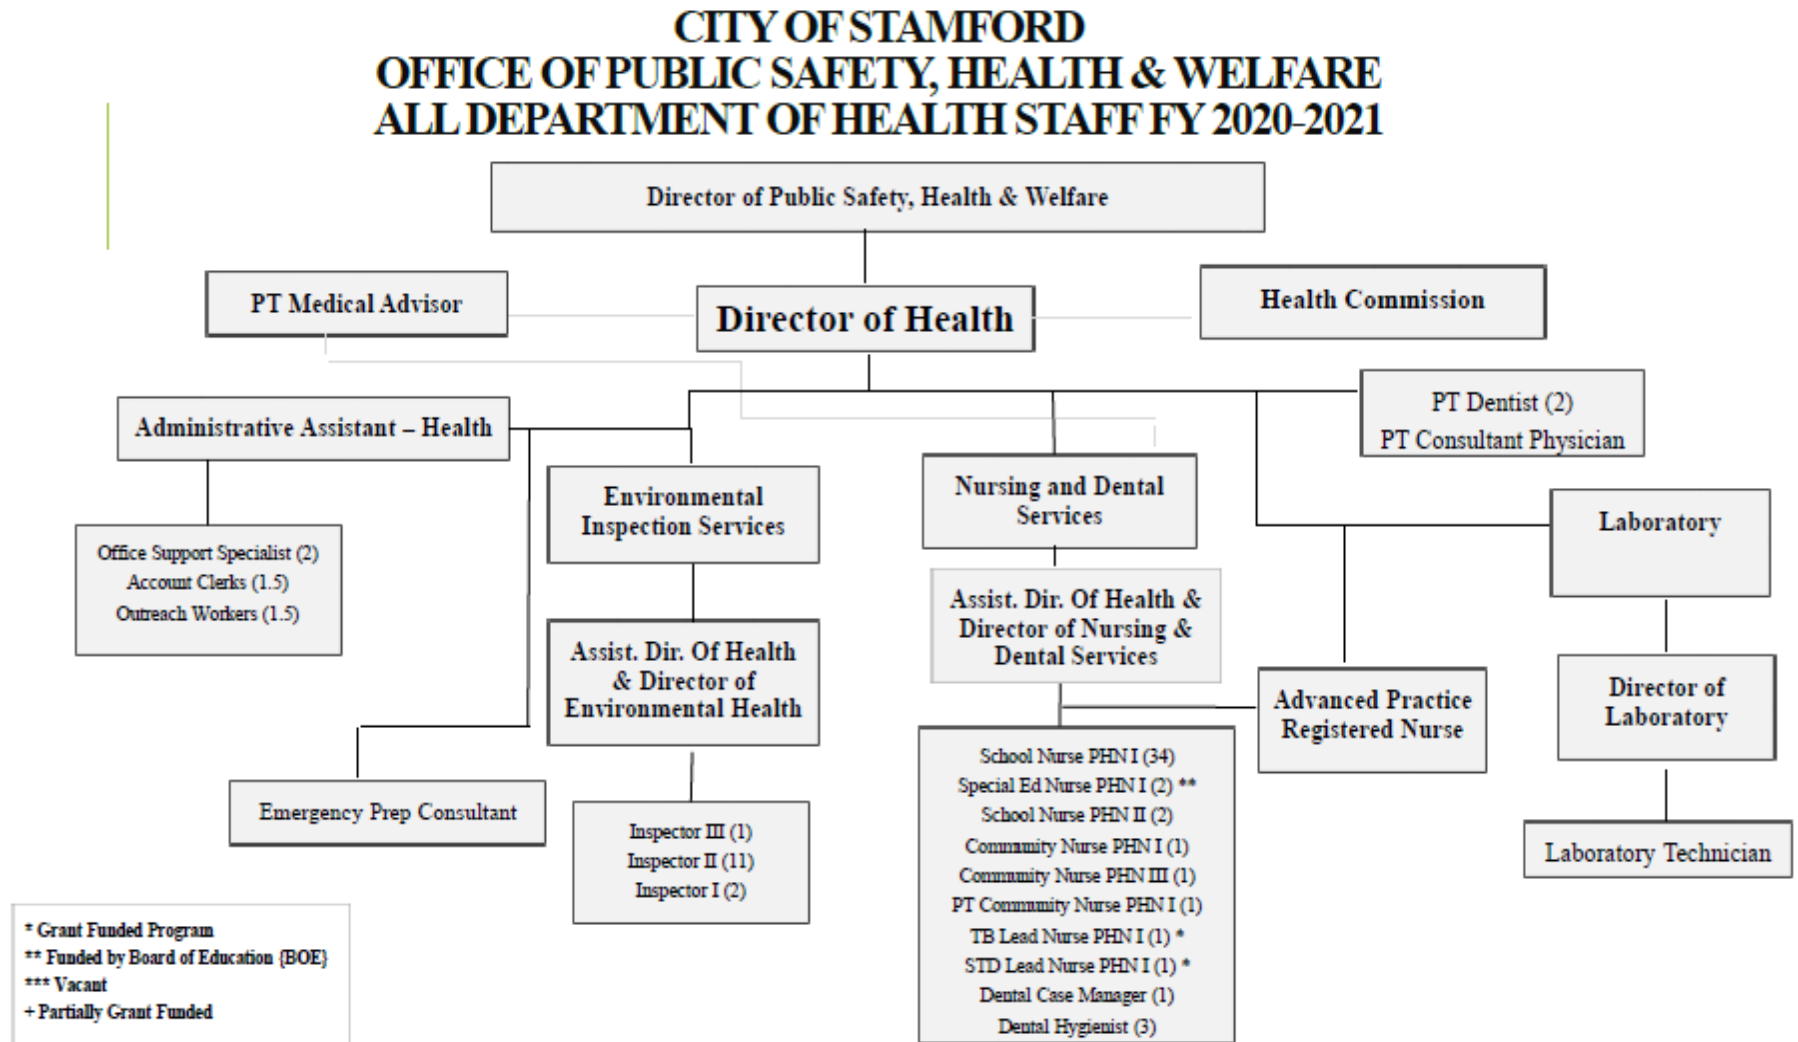 CITY OF STAMFORD
OFFICE OF PUBLIC SAFETY, HEALTH & WELFARE
ALL DEPARTMENT OF HEALTH STAFF FY 2020-2021
Director of Public Safety, Health & Welfare
PT Medical Advisor
Director of Health
Health Commission
Administrative Assistant – Health
PT Dentist (2)
PT Consultant Physician
Office Support Specialist (2)
Account Clerks (1.5)
Outreach Workers (1.5)
Environmental
Inspection Services
Nursing and Dental
Services
Laboratory
Assist. Dir. Of Health
& Director of
Environmental Health
Assist. Dir. Of Health &
Director of Nursing &
Dental Services
Advanced Practice
Registered Nurse
Director of
Laboratory
Emergency Prep Consultant
Inspector III (1)
Inspector II (11)
Inspector I (2)
School Nurse PHN I (34)
Special Ed Nurse PHN I (2) **
School Nurse PHN II (2)
Community Nurse PHN I (1)
Community Nurse PHN III (1)
PT Community Nurse PHN I (1)
TB Lead Nurse PHN I (1) *
STD Lead Nurse PHN I (1) *
Dental Case Manager (1)
Dental Hygienist (3)
Laboratory Technician
* Grant Funded Program
** Funded by Board of Education {BOE}
*** Vacant
+ Partially Grant Funded